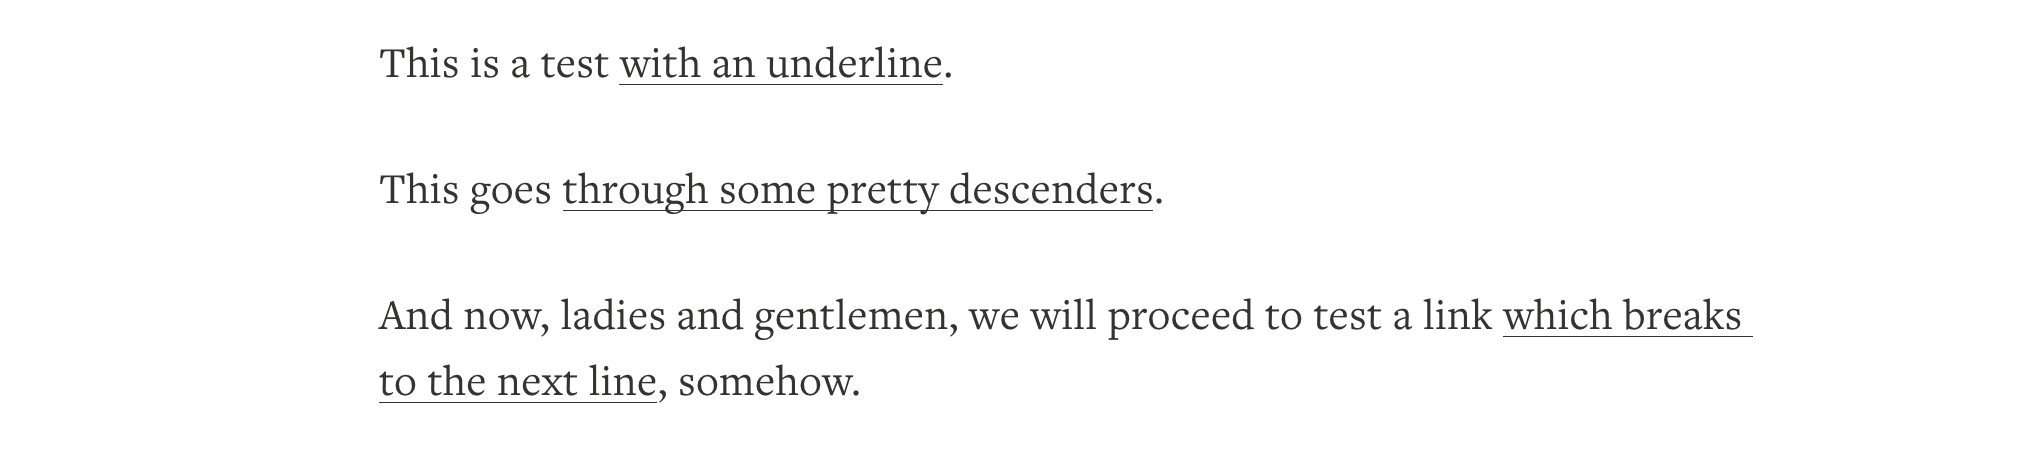 This is a test with an underline.
This goes through some pretty descenders.
And now, ladies and gentlemen, we will proceed to test a link which breaks
to the next line, somehow.